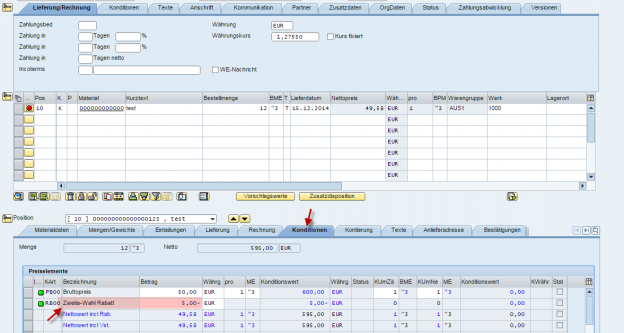 Lieferung/Rechnung Konditionen Texte Anschrift Kommunikation Partner Zusatzdaten OrgDaten Status Zahlungsabwicklung Versionen
Zahlungsbed Währung EUR
Zahlung in Tagen % Währungskurs 1,27550 Kurs fixiert
Zahlung in Tagen %
Zahlung in Tagen netto
Incoterms WE-Nachricht
Pos K P Material Kurztext Bestellmenge BME T Lieferdatum Nettopreis Wäh... pro BPM Warengruppe Werk Lagerort
10 K 000000000000 test 12 "3 T 15.12.2014 49,58 EUR 1 "3 AUS1 1000
EUR
EUR
EUR
EUR
EUR
EUR
Vorschlagswerte Zusatzdisposition
Position [ 10 ] 000000000000000123 , test
Materialdaten Mengen/Gewichte Einteilungen Lieferung Rechnung Konditionen Kontierung Texte Anlieferadresse Bestätigungen
Menge 12 "3 Netto 595,00 EUR
Preiselemente
I... KArt Bezeichnung Betrag Währg pro ME Konditionswert Währg Status KUmZä BME KUmNe ME Konditionswert KWähr Stat
PB00 Bruttopreis 50,00 EUR 1 "3 600,00 EUR 1 "3 1 "3 0,00
RB00 Zweite-Wahl Rabatt 5,00- EUR 5,00- EUR 0 0 0,00
Nettowert incl Rab. 49,58 EUR 1 "3 595,00 EUR 1 "3 1 "3 0,00
Nettowert incl Vst. 49,58 EUR 1 "3 595,00 EUR 1 "3 1 "3 0,00